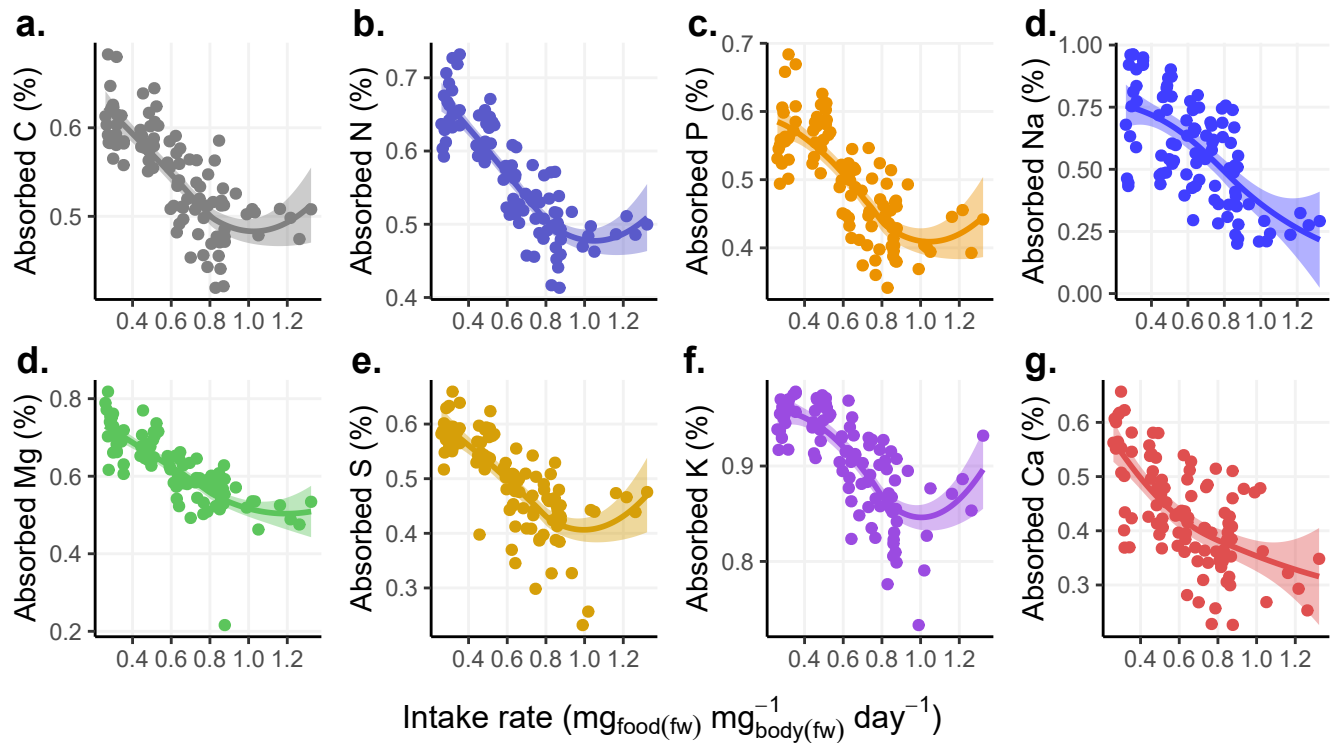 a.
Absorbed C (%)
0.6
0.5
0.4 0.6 0.8 1.0 1.2
b.
Absorbed N (%)
0.7
0.6
0.5
0.4
0.4 0.6 0.8 1.0 1.2
c.
Absorbed P (%)
0.7
0.6
0.5
0.4
0.4 0.6 0.8 1.0 1.2
d.
Absorbed Na (%)
1.00
0.75
0.50
0.25
0.00
0.4 0.6 0.8 1.0 1.2
d.
Absorbed Mg (%)
0.8
0.6
0.4
0.2
0.4 0.6 0.8 1.0 1.2
e.
Absorbed S (%)
0.6
0.5
0.4
0.3
0.4 0.6 0.8 1.0 1.2
f.
Absorbed K (%)
0.9
0.8
0.4 0.6 0.8 1.0 1.2
g.
Absorbed Ca (%)
0.6
0.5
0.4
0.3
0.4 0.6 0.8 1.0 1.2
Intake rate (mg food(fw) mg⁻¹ body(fw) day⁻¹)